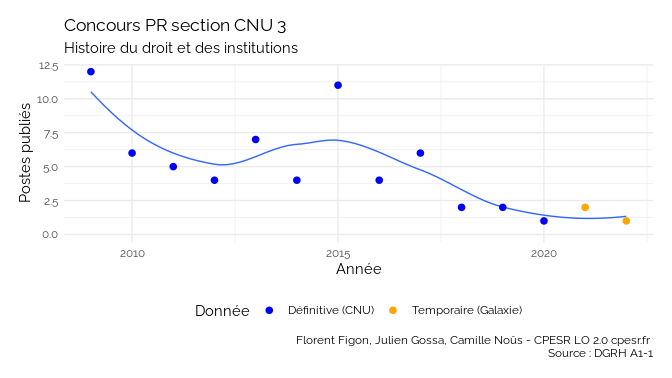 Concours PR section CNU 3
Histoire du droit et des institutions
12.5
10.0
7.5
5.0
2.5
0.0
Postes publiés
2010
2015
2020
Année
Donnée
Définitive (CNU)
Temporaire (Galaxie)
Florent Figon, Julien Gossa, Camille Noûs - CPESR LO 2.0 cpesr.fr
Source : DGRH A1-1